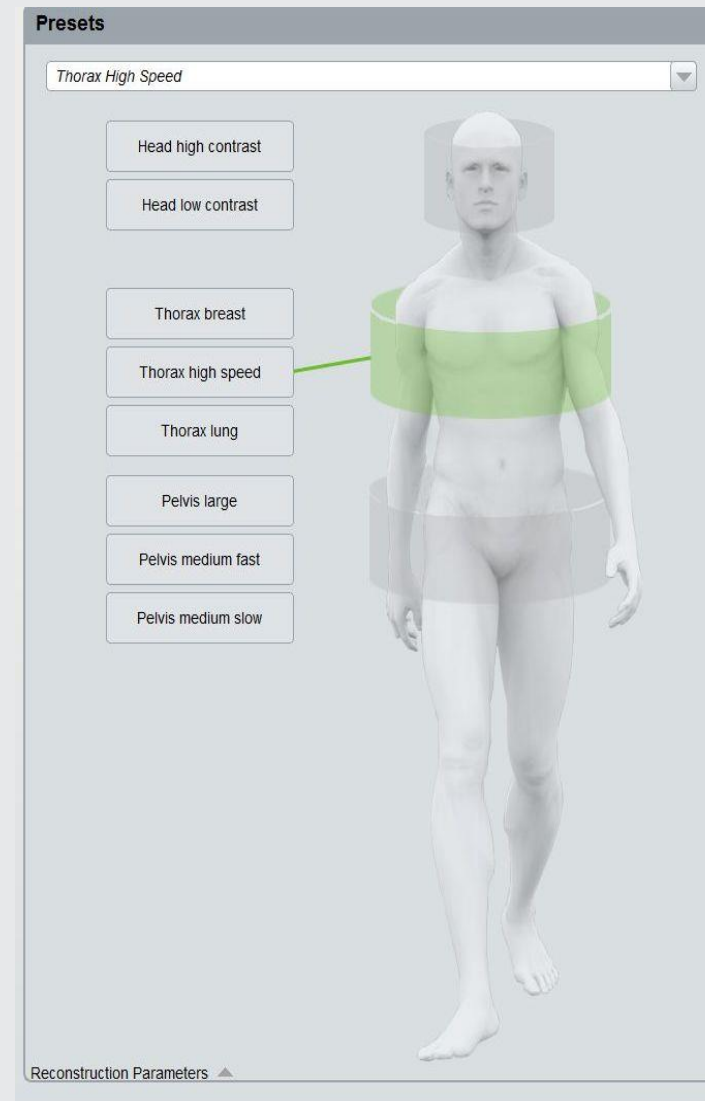 Presets
Thorax High Speed
Head high contrast
Head low contrast
Thorax breast
Thorax high speed
Thorax lung
Pelvis large
Pelvis medium fast
Pelvis medium slow
Reconstruction Parameters